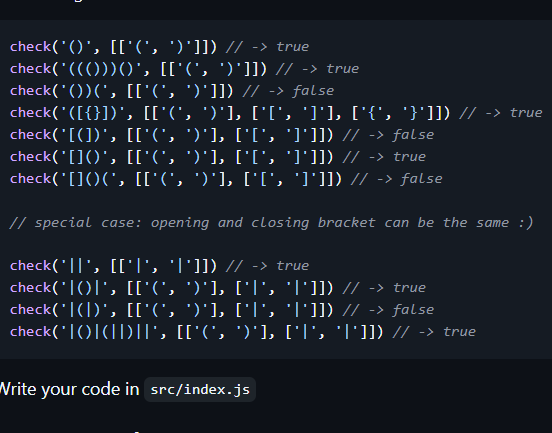 check('()', [['(', ')']]) // -> true
check('((()))()', [['(', ')']]) // -> true
check('())(', [['(', ')']]) // -> false
check('([{}])', [['(', ')'], ['[', ']'], ['{', '}']]) // -> true
check('[(])', [['(', ')'], ['[', ']']]) // -> false
check('[]()', [['(', ')'], ['[', ']']]) // -> true
check('[]()(', [['(', ')'], ['[', ']']]) // -> false
// special case: opening and closing bracket can be the same :)
check('||', [['|', '|']]) // -> true
check('|()|', [['(', ')'], ['|', '|']]) // -> true
check('|(|)', [['(', ')'], ['|', '|']]) // -> false
check('|()|(||)||', [['(', ')'], ['|', '|']]) // -> true
Write your code in src/index.js